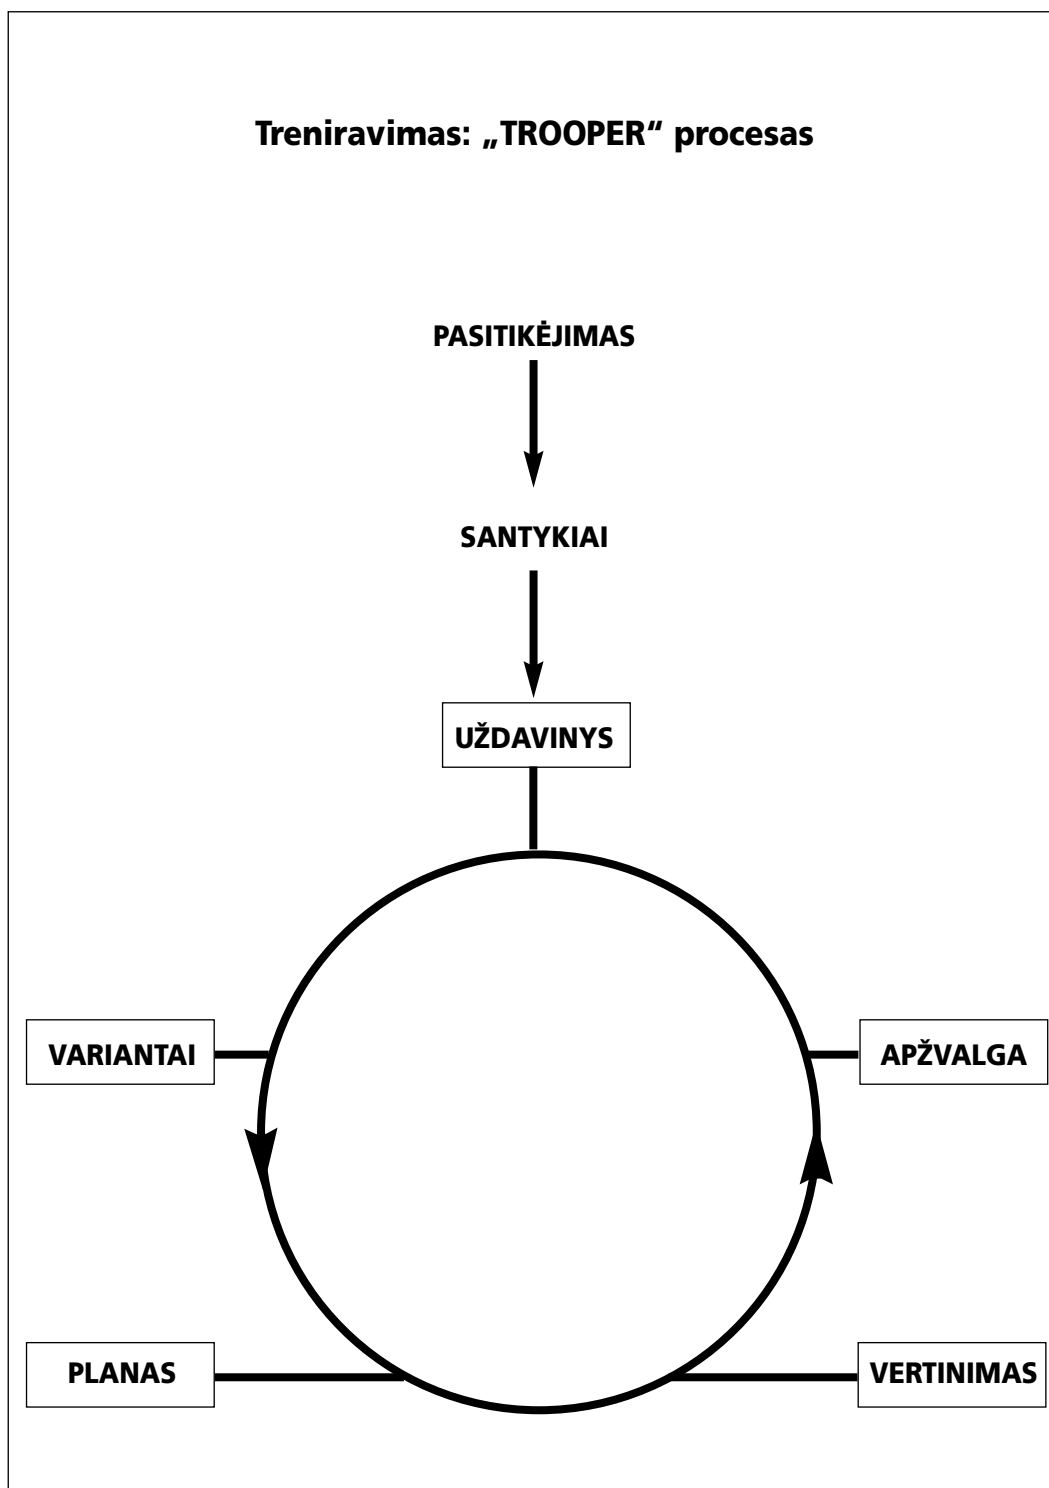 Treniravimas: „TROOPER“ procesas
PASITIKĖJIMAS
SANTYKIAI
UŽDAVINYS
VARIANTAI
APŽVALGA
PLANAS
VERTINIMAS